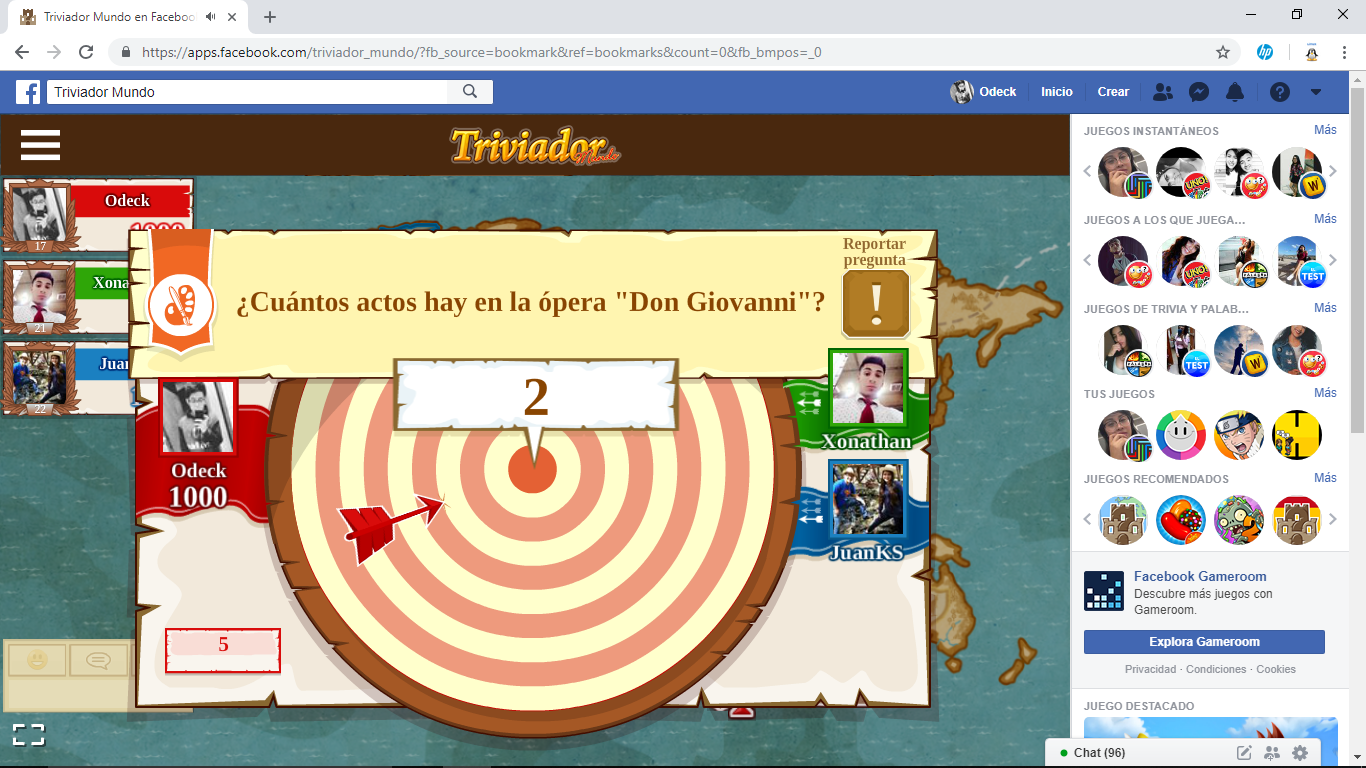 Triviador Mundo en Faceboo
https://apps.facebook.com/triviador_mundo/?fb_source=bookmark&ref=bookmarks&count=0&fb_bmpos=_0
Triviador Mundo
Odeck
Inicio
Crear
Triviador
Mundo
Odeck
1000
17
Xona
21
Juan
22
Reportar
pregunta
¿Cuántos actos hay en la ópera "Don Giovanni"?
2
Odeck
1000
Xonathan
JuanKS
5
JUEGOS INSTANTÁNEOS
Más
JUEGOS A LOS QUE JUEGA...
Más
JUEGOS DE TRIVIA Y PALAB...
Más
TUS JUEGOS
Más
JUEGOS RECOMENDADOS
Más
Facebook Gameroom
Descubre más juegos con
Gameroom.
Explora Gameroom
Privacidad · Condiciones · Cookies
JUEGO DESTACADO
Chat (96)